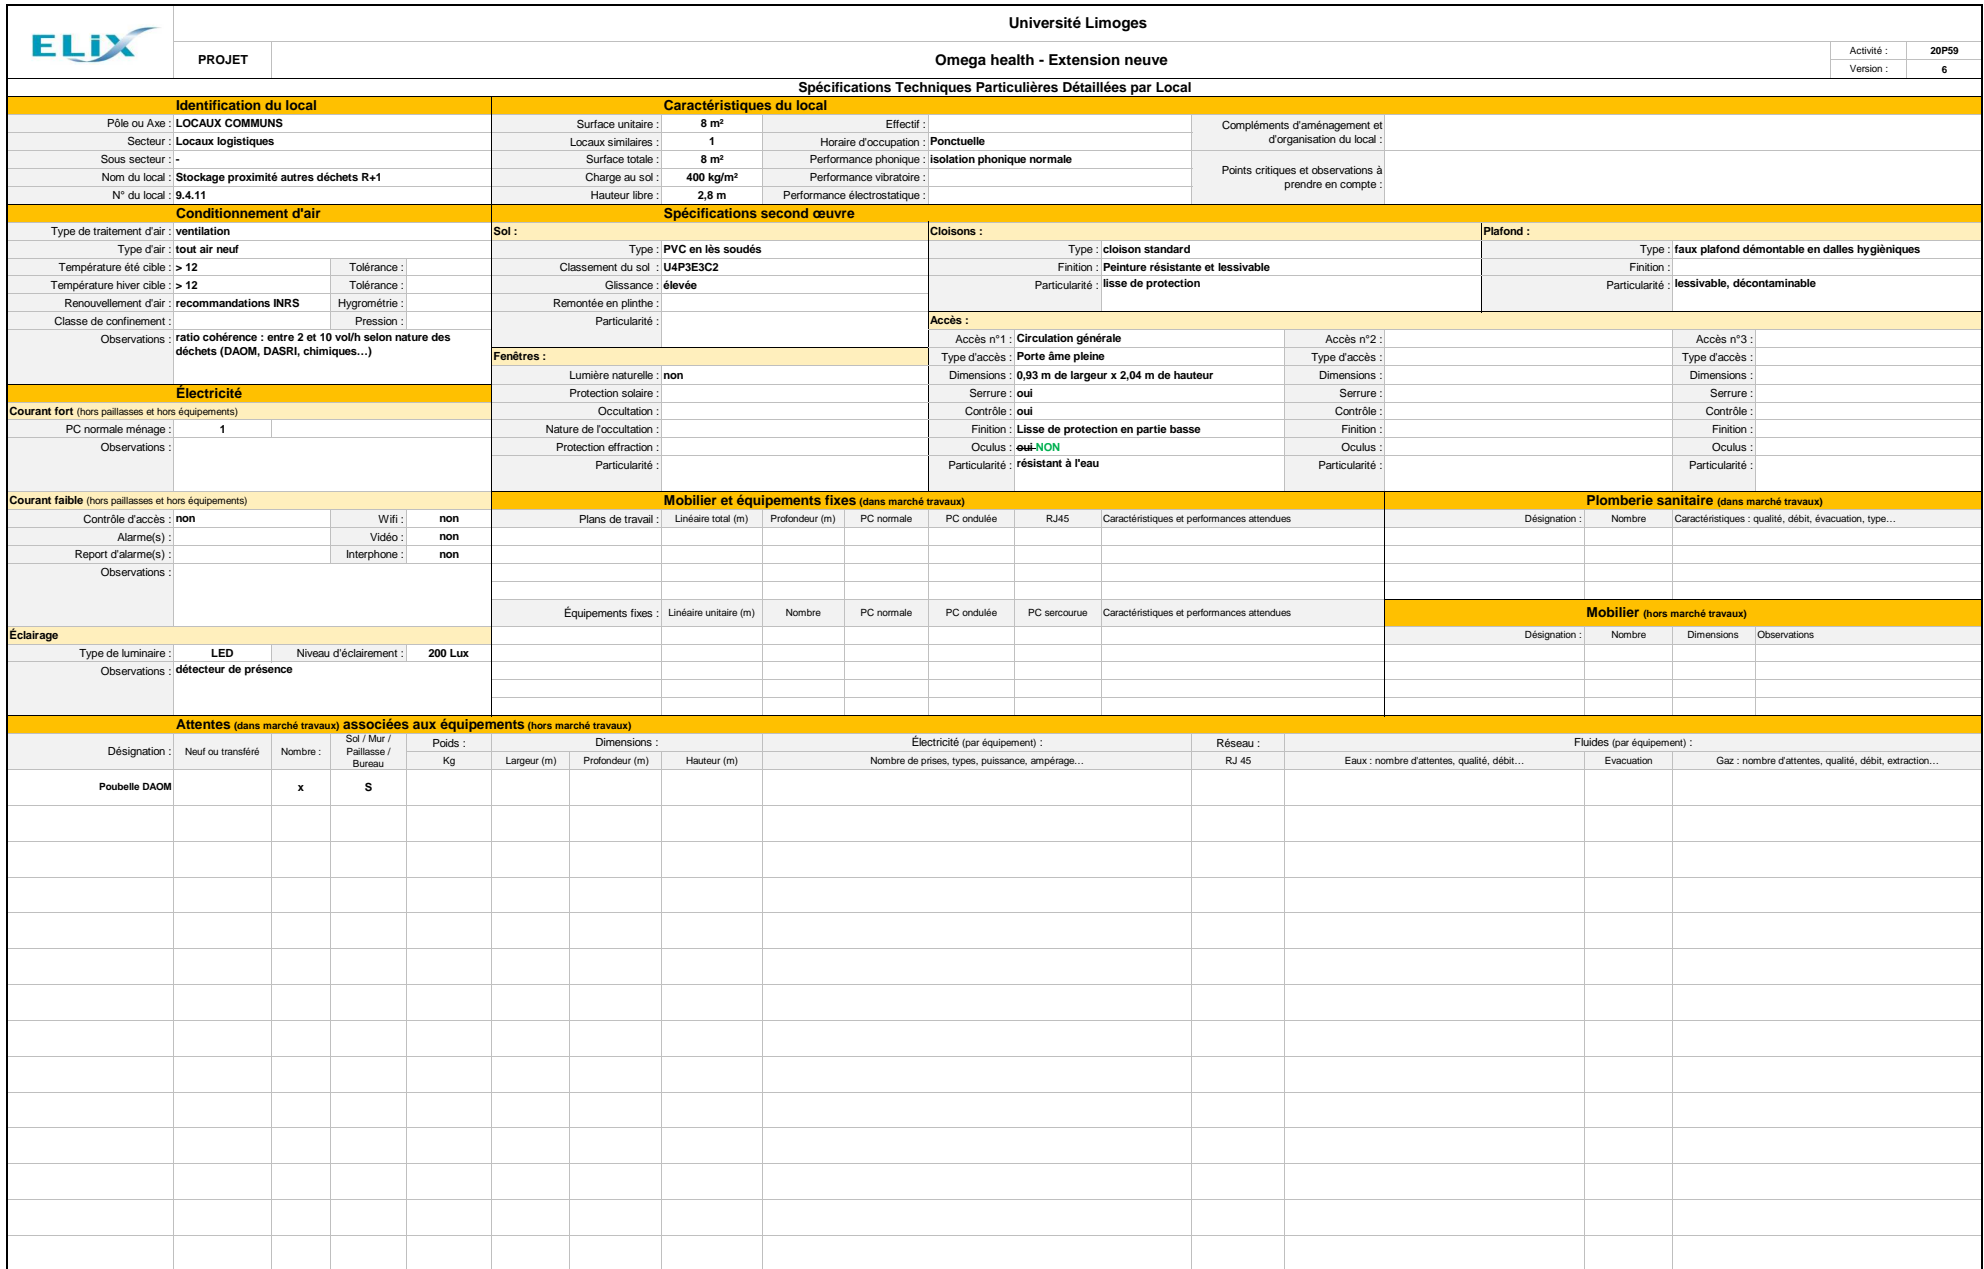 ELiX
Université Limoges
PROJET
Omega health - Extension neuve
Activité : 20P59
Version : 6
Spécifications Techniques Particulières Détaillées par Local
Identification du local
Pôle ou Axe : LOCAUX COMMUNS
Secteur : Locaux logistiques
Sous secteur : -
Nom du local : Stockage proximité autres déchets R+1
N° du local : 9.4.11
Caractéristiques du local
Surface unitaire : 8 m²
Locaux similaires : 1
Surface totale : 8 m²
Charge au sol : 400 kg/m²
Hauteur libre : 2,8 m
Effectif :
Horaire d'occupation : Ponctuelle
Performance phonique : isolation phonique normale
Performance vibratoire :
Performance électrostatique :
Compléments d'aménagement et
d'organisation du local :
Points critiques et observations à
prendre en compte :
Conditionnement d'air
Type de traitement d'air : ventilation
Type d'air : tout air neuf
Température été cible : > 12 Tolérance :
Température hiver cible : > 12 Tolérance :
Renouvellement d'air : recommandations INRS Hygrométrie :
Classe de confinement : Pression :
Observations : ratio cohérence : entre 2 et 10 vol/h selon nature des
déchets (DAOM, DASRI, chimiques…)
Spécifications second œuvre
Sol :
Type : PVC en lès soudés
Classement du sol : U4P3E3C2
Glissance : élevée
Remontée en plinthe :
Particularité :
Cloisons :
Type : cloison standard
Finition : Peinture résistante et lessivable
Particularité : lisse de protection
Plafond :
Type : faux plafond démontable en dalles hygièniques
Finition :
Particularité : lessivable, décontaminable
Fenêtres :
Lumière naturelle : non
Protection solaire :
Occultation :
Nature de l'occultation :
Protection effraction :
Particularité :
Accès :
Accès n°1 : Circulation générale
Type d'accès : Porte âme pleine
Dimensions : 0,93 m de largeur x 2,04 m de hauteur
Serrure : oui
Contrôle : oui
Finition : Lisse de protection en partie basse
Oculus : oui NON
Particularité : résistant à l'eau
Accès n°2 :
Type d'accès :
Dimensions :
Serrure :
Contrôle :
Finition :
Oculus :
Particularité :
Accès n°3 :
Type d'accès :
Dimensions :
Serrure :
Contrôle :
Finition :
Oculus :
Particularité :
Électricité
Courant fort (hors paillasses et hors équipements)
PC normale ménage : 1
Observations :
Courant faible (hors paillasses et hors équipements)
Contrôle d'accès : non Wifi : non
Alarme(s) : Vidéo : non
Report d'alarme(s) : Interphone : non
Observations :
Éclairage
Type de luminaire : LED Niveau d'éclairement : 200 Lux
Observations : détecteur de présence
Mobilier et équipements fixes (dans marché travaux)
Plans de travail : Linéaire total (m) Profondeur (m) PC normale PC ondulée RJ45 Caractéristiques et performances attendues
Équipements fixes : Linéaire unitaire (m) Nombre PC normale PC ondulée PC sercourue Caractéristiques et performances attendues
Plomberie sanitaire (dans marché travaux)
Désignation : Nombre Caractéristiques : qualité, débit, évacuation, type…
Mobilier (hors marché travaux)
Désignation : Nombre Dimensions Observations
Attentes (dans marché travaux) associées aux équipements (hors marché travaux)
Désignation : Neuf ou transféré Nombre :
Sol / Mur /
Paillasse /
Bureau
Poids :
Kg
Dimensions :
Largeur (m) Profondeur (m) Hauteur (m)
Électricité (par équipement) :
Nombre de prises, types, puissance, ampérage…
Réseau :
RJ 45
Fluides (par équipement) :
Eaux : nombre d'attentes, qualité, débit… Evacuation Gaz : nombre d'attentes, qualité, débit, extraction…
Poubelle DAOM x S